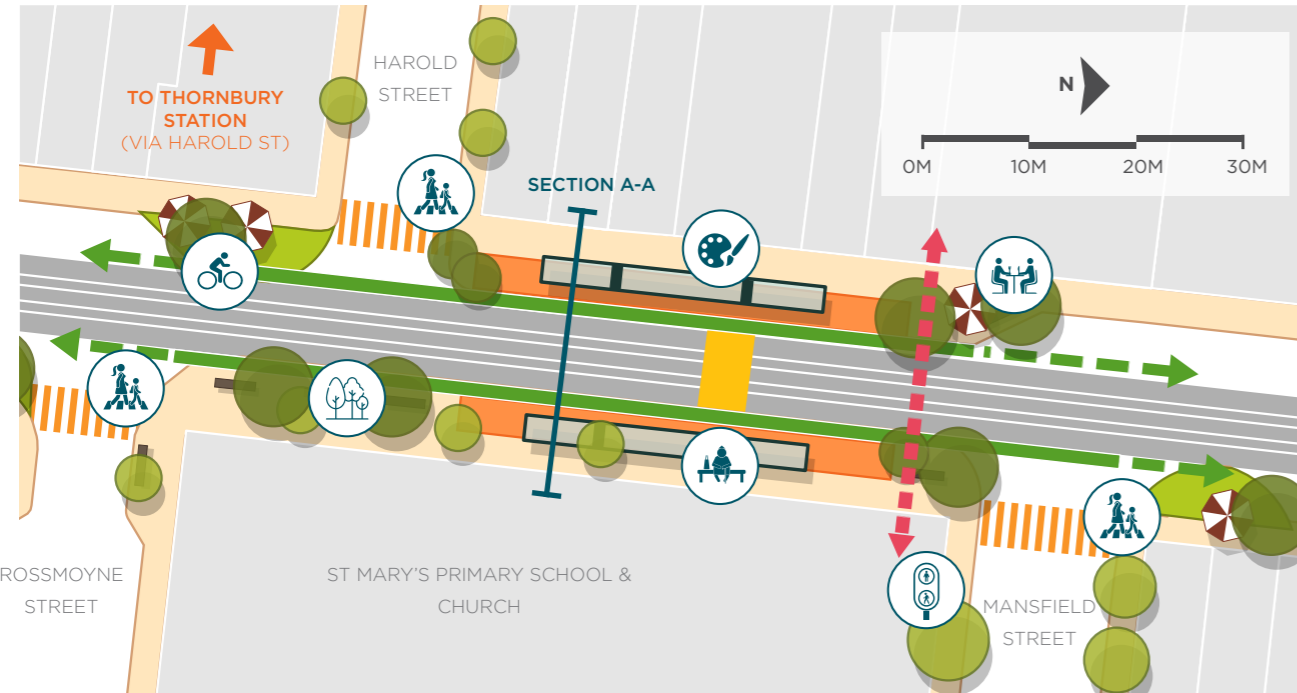 TO THORNBURY
STATION
(VIA HAROLD ST)
HAROLD
STREET
SECTION A-A
N
0M 10M 20M 30M
ROSSMOYNE
STREET
ST MARY'S PRIMARY SCHOOL &
CHURCH
MANSFIELD
STREET